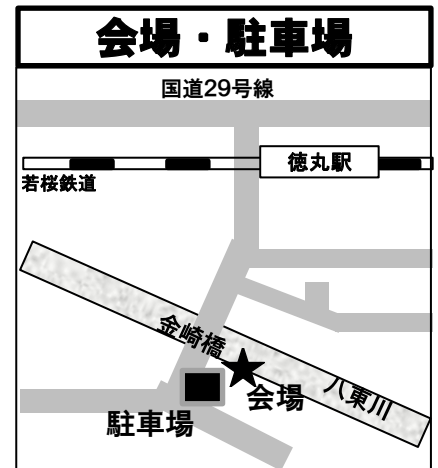 会場・駐車場
国道29号線
徳丸駅
若桜鉄道
金崎橋
八東川
会場
駐車場